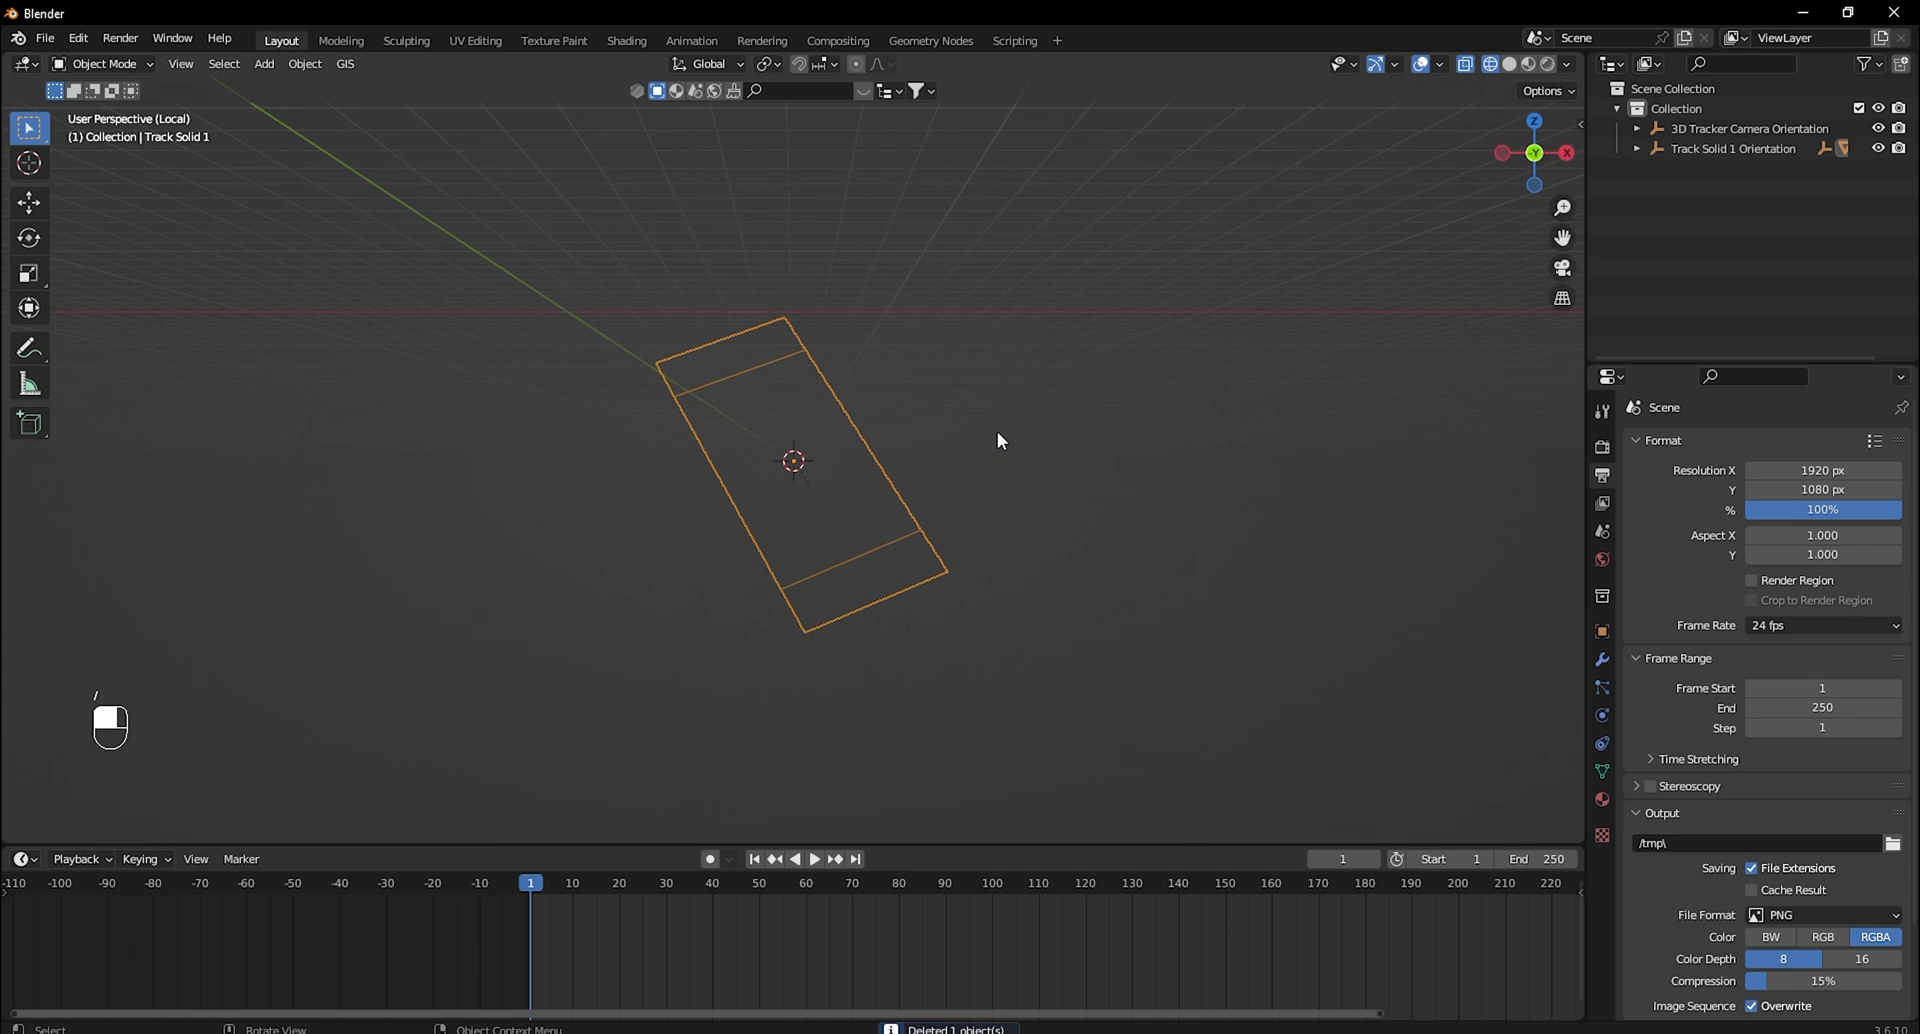 Blender
File Edit Render Window Help Layout Modeling Sculpting UV Editing Texture Paint Shading Animation Rendering Compositing Geometry Nodes Scripting + Scene ViewLayer
Object Mode View Select Add Object GIS Global
Options
User Perspective (Local)
(1) Collection | Track Solid 1
Z
-Y X
Scene Collection
Collection
3D Tracker Camera Orientation
Track Solid 1 Orientation
Scene
Format
Resolution X 1920 px
Y 1080 px
% 100%
Aspect X 1.000
Y 1.000
Render Region
Crop to Render Region
Frame Rate 24 fps
Frame Range
Frame Start 1
End 250
Step 1
Time Stretching
Stereoscopy
Output
/tmp\
Saving File Extensions
Cache Result
File Format PNG
Color BW RGB RGBA
Color Depth 8 16
Compression 15%
Image Sequence Overwrite
/
Playback Keying View Marker 1 Start 1 End 250
-110 -100 -90 -80 -70 -60 -50 -40 -30 -20 -10 1 10 20 30 40 50 60 70 80 90 100 110 120 130 140 150 160 170 180 190 200 210 220
Select Rotate View Object Context Menu Deleted 1 object(s) 3.6.10